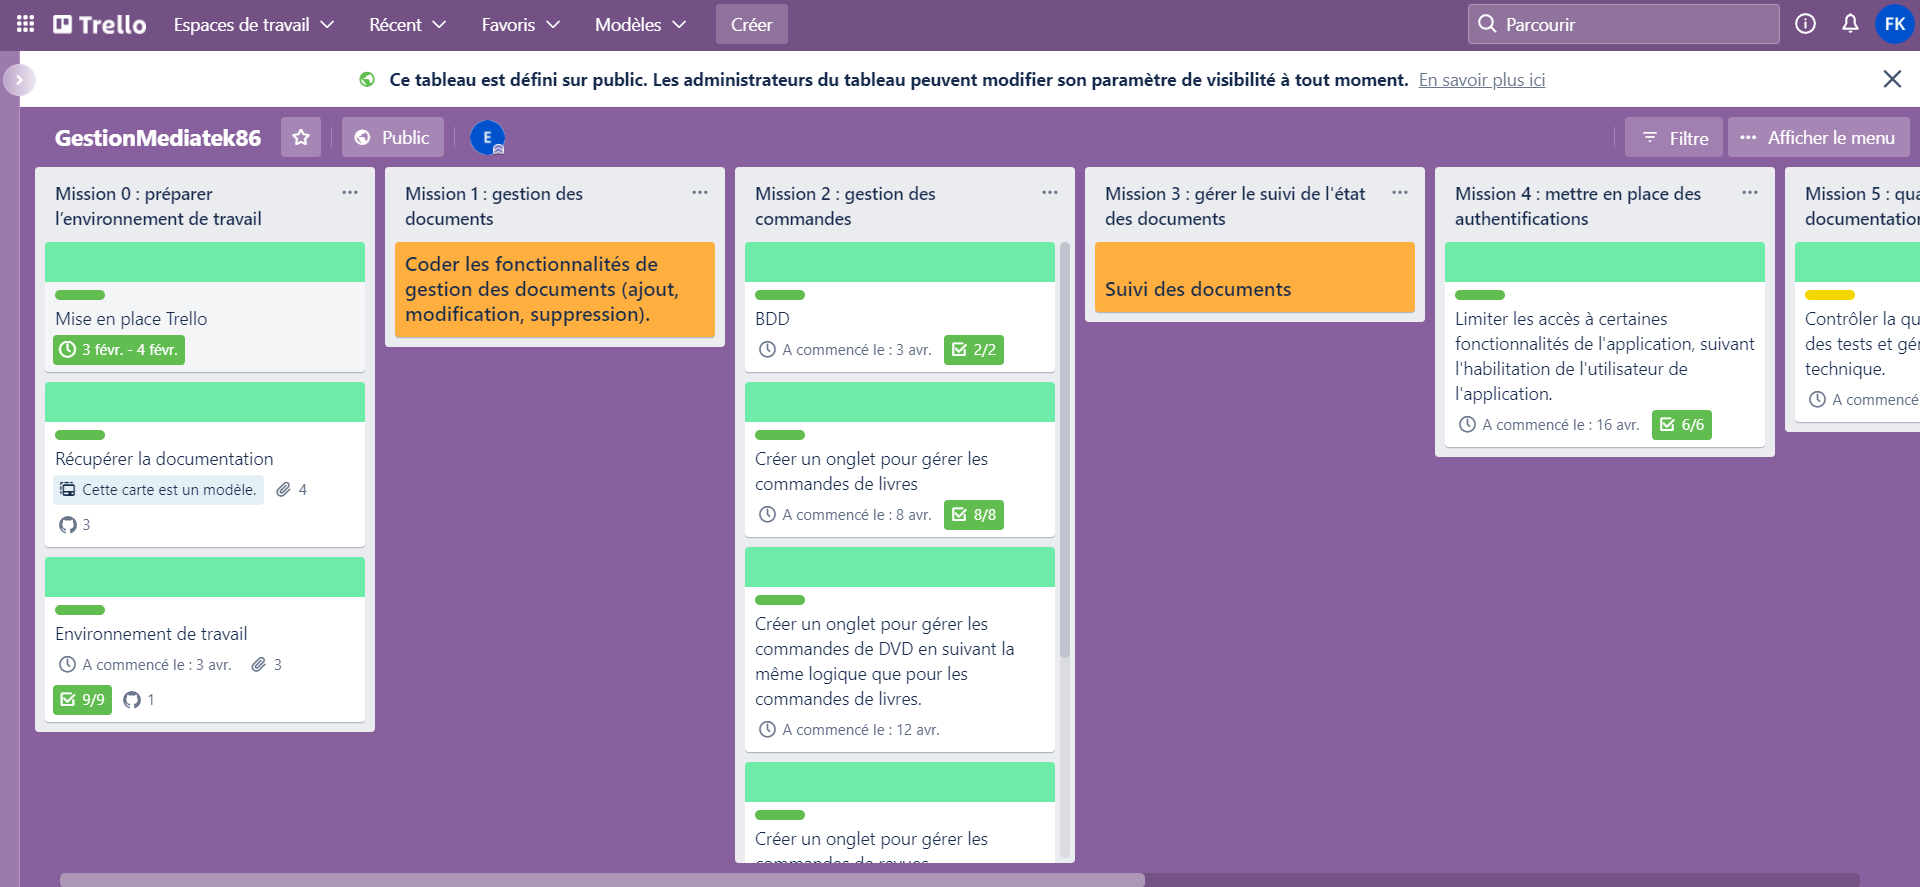 Trello
Espaces de travail
Récent
Favoris
Modèles
Créer
Parcourir
FK
Ce tableau est défini sur public. Les administrateurs du tableau peuvent modifier son paramètre de visibilité à tout moment. En savoir plus ici
GestionMediatek86
Public
E
Filtre
Afficher le menu
Mission 0 : préparer
l'environnement de travail
Mise en place Trello
3 févr. - 4 févr.
Récupérer la documentation
Cette carte est un modèle.
4
3
Environnement de travail
A commencé le : 3 avr.
3
9/9
1
Mission 1 : gestion des
documents
Coder les fonctionnalités de
gestion des documents (ajout,
modification, suppression).
Mission 2 : gestion des
commandes
BDD
A commencé le : 3 avr.
2/2
Créer un onglet pour gérer les
commandes de livres
A commencé le : 8 avr.
8/8
Créer un onglet pour gérer les
commandes de DVD en suivant la
même logique que pour les
commandes de livres.
A commencé le : 12 avr.
Créer un onglet pour gérer les
commandes de revues
Mission 3 : gérer le suivi de l'état
des documents
Suivi des documents
Mission 4 : mettre en place des
authentifications
Limiter les accès à certaines
fonctionnalités de l'application, suivant
l'habilitation de l'utilisateur de
l'application.
A commencé le : 16 avr.
6/6
Mission 5 : qua
documentation
Contrôler la qu
des tests et gér
technique.
A commencé